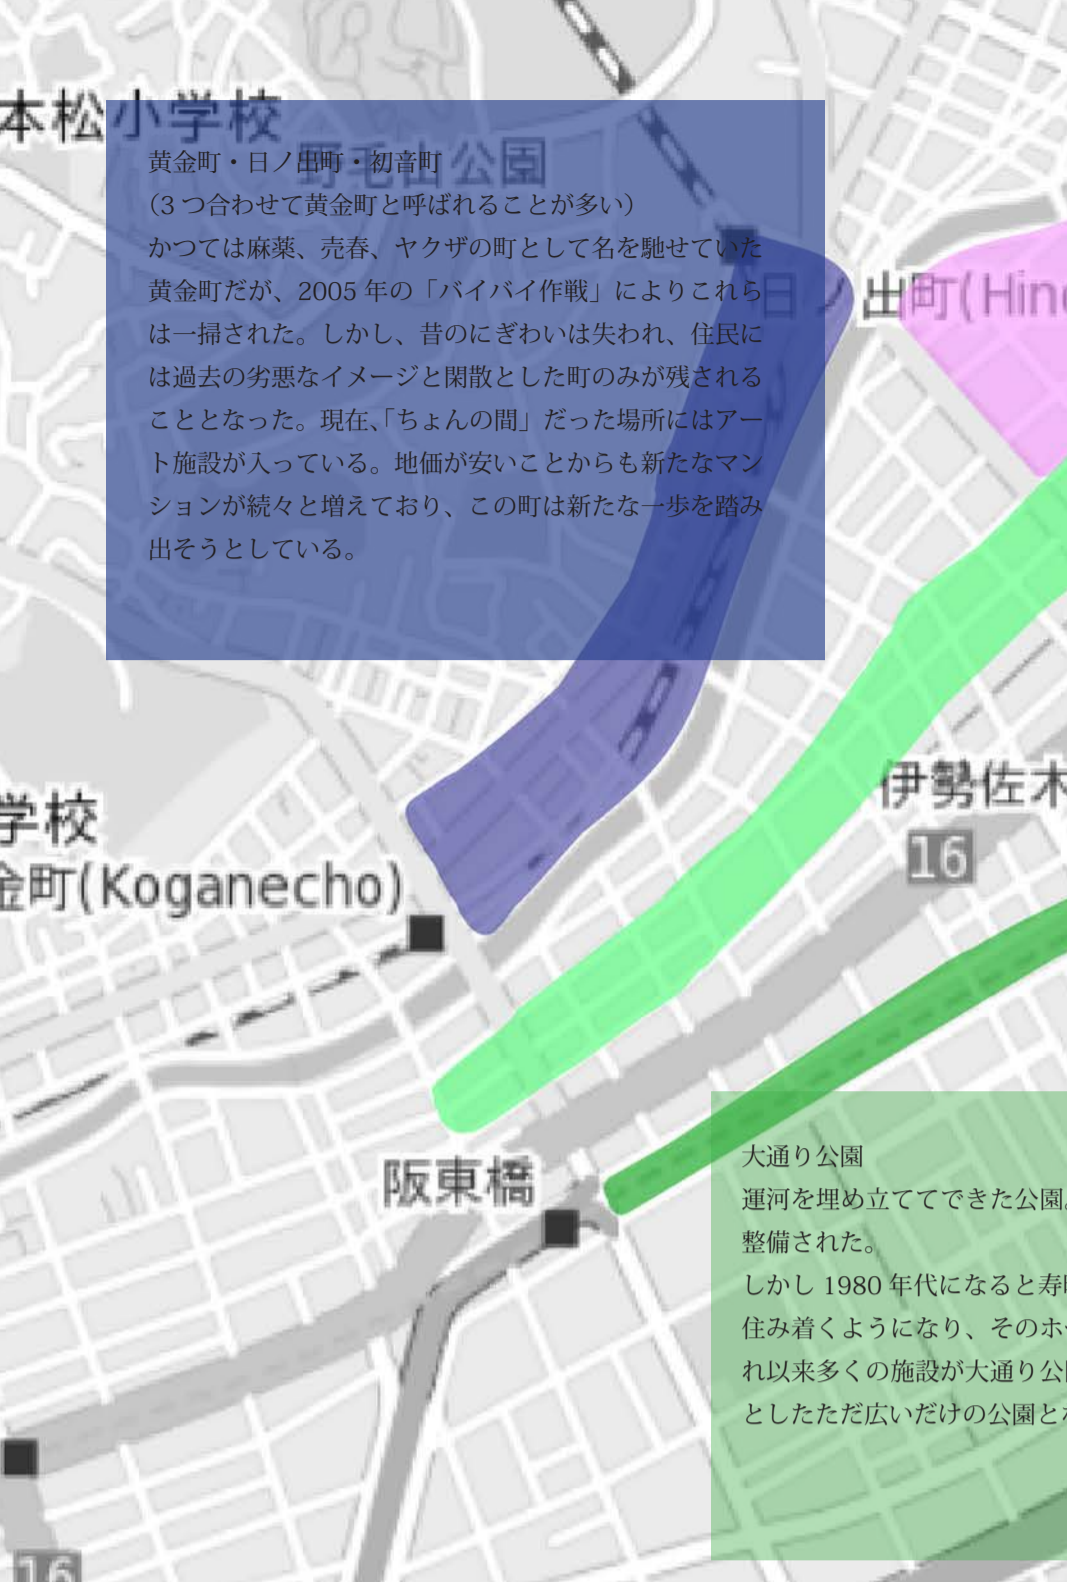 本松小学校
野毛山公園
黄金町・日ノ出町・初音町
（3 つ合わせて黄金町と呼ばれることが多い）
かつては麻薬、売春、ヤクザの町として名を馳せていた
黄金町だが、2005 年の「バイバイ作戦」によりこれら
は一掃された。しかし、昔のにぎわいは失われ、住民に
は過去の劣悪なイメージと閑散とした町のみが残される
こととなった。現在、「ちょんの間」だった場所にはアー
ト施設が入っている。地価が安いことからも新たなマン
ションが続々と増えており、この町は新たな一歩を踏み
出そうとしている。
日ノ出町(Hino
伊勢佐木
16
学校
金町(Koganecho)
阪東橋
大通り公園
運河を埋め立ててできた公園。
整備された。
しかし 1980 年代になると寿
住み着くようになり、そのホ
れ以来多くの施設が大通り公
としたただ広いだけの公園と
16